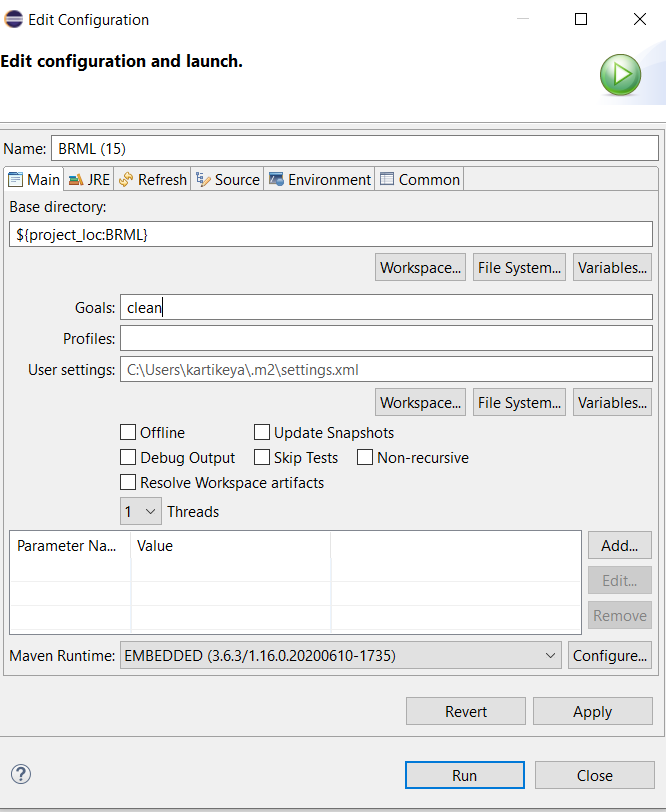 Edit Configuration
Edit configuration and launch.
Name: BRML (15)
Main JRE Refresh Source Environment Common
Base directory:
${project_loc:BRML}
Workspace... File System... Variables...
Goals: clean
Profiles:
User settings: C:\Users\kartikeya\.m2\settings.xml
Workspace... File System... Variables...
Offline Update Snapshots
Debug Output Skip Tests Non-recursive
Resolve Workspace artifacts
1 Threads
Parameter Na... Value Add...
Edit...
Remove
Maven Runtime: EMBEDDED (3.6.3/1.16.0.20200610-1735) Configure...
Revert Apply
? Run Close